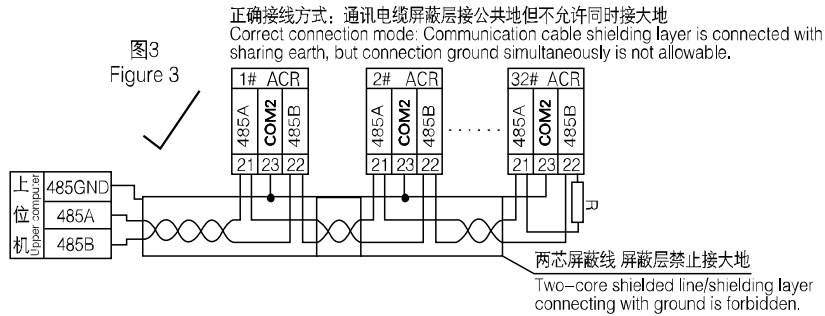 正确接线方式：通讯电缆屏蔽层接公共地但不允许同时接大地
Correct connection mode: Communication cable shielding layer is connected with
sharing earth, but connection ground simultaneously is not allowable.
图3
Figure 3
1# ACR
485A COM2 485B
21 23 22
2# ACR
485A COM2 485B
21 23 22
......
32# ACR
485A COM2 485B
21 23 22
R
上位机
Upper computer
485GND
485A
485B
两芯屏蔽线 屏蔽层禁止接大地
Two-core shielded line/shielding layer
connecting with ground is forbidden.